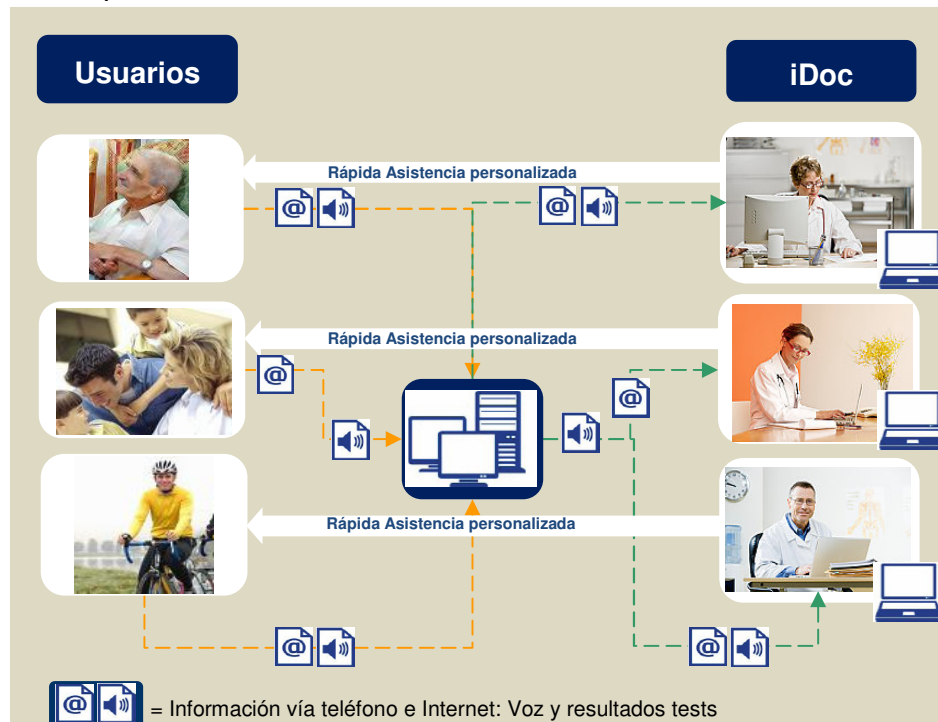 Usuarios
iDoc
Rápida Asistencia personalizada
@
@
Rápida Asistencia personalizada
@
@
Rápida Asistencia personalizada
@
@
@ = Información vía teléfono e Internet: Voz y resultados tests